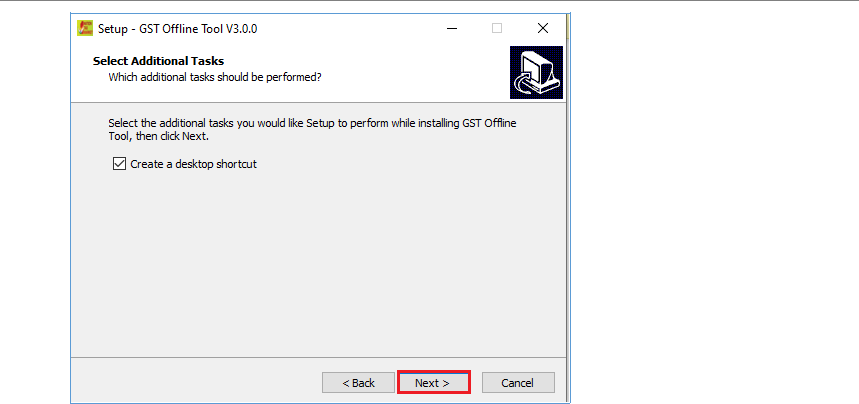 Setup - GST Offline Tool V3.0.0
Select Additional Tasks
Which additional tasks should be performed?
Select the additional tasks you would like Setup to perform while installing GST Offline
Tool, then click Next.
Create a desktop shortcut
< Back Next > Cancel